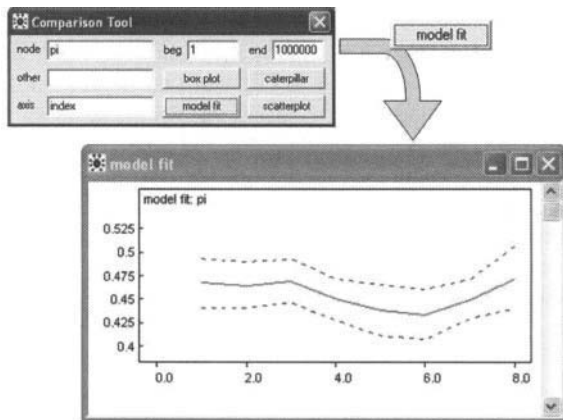 Comparison Tool
node pi beg 1 end 1000000
other box plot caterpillar
axis index model fit scatterplot
model fit
model fit
model fit: pi
0.525
0.5
0.475
0.45
0.425
0.4
0.0 2.0 4.0 6.0 8.0